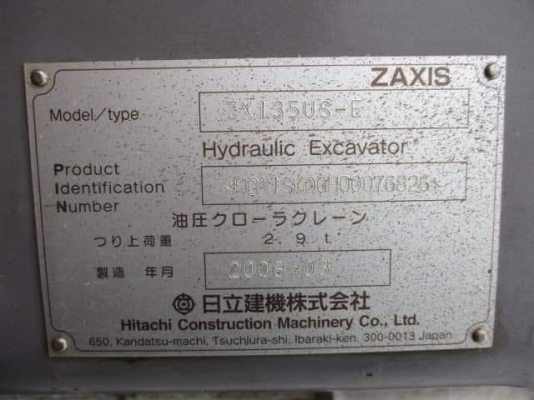 ZAXIS
Model/type ZX135US-E
Hydraulic Excavator
Product
Identification
Number
油圧クローラクレーン
つり上荷重 2.9t
製造 年月
日立建機株式会社
Hitachi Construction Machinery Co., Ltd.
650, Kandatsu-machi, Tsuchiura-shi, Ibaraki-ken, 300-0013 Japan